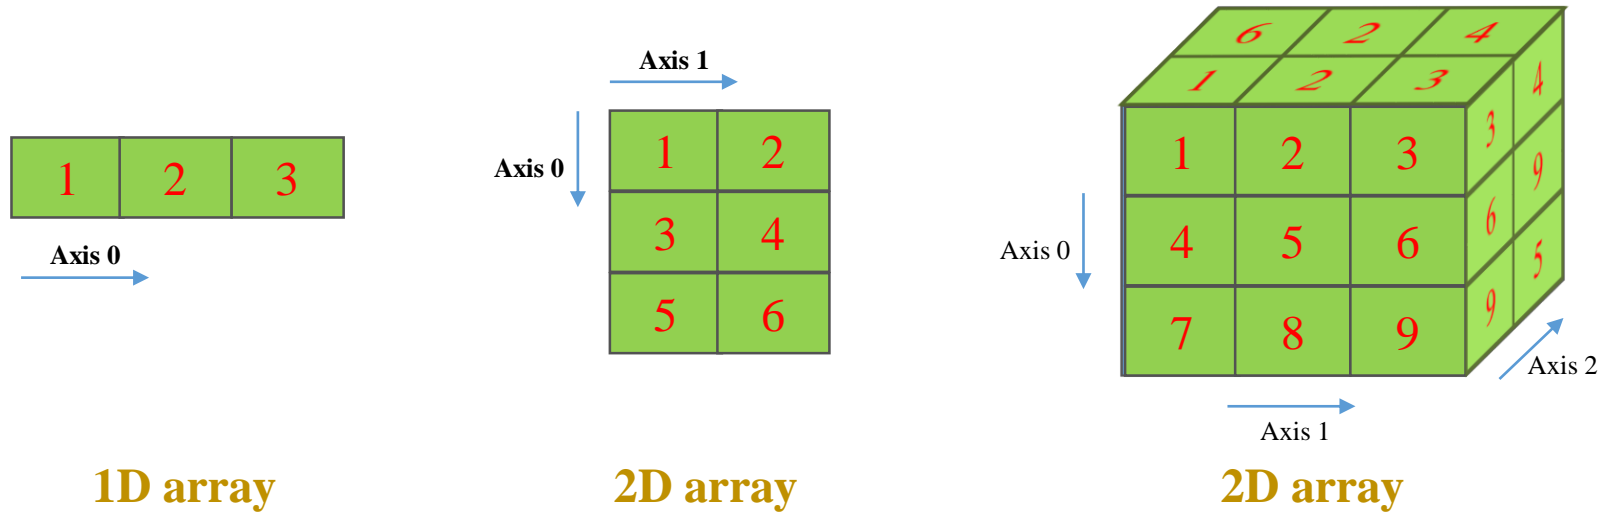 1 2 3
Axis 0
1D array
Axis 1
Axis 0
1 2
3 4
5 6
2D array
6 2 4
1 2 3
1 2 3
4 5 6
7 8 9
3 4
6 9
9 5
Axis 0
Axis 1
Axis 2
2D array